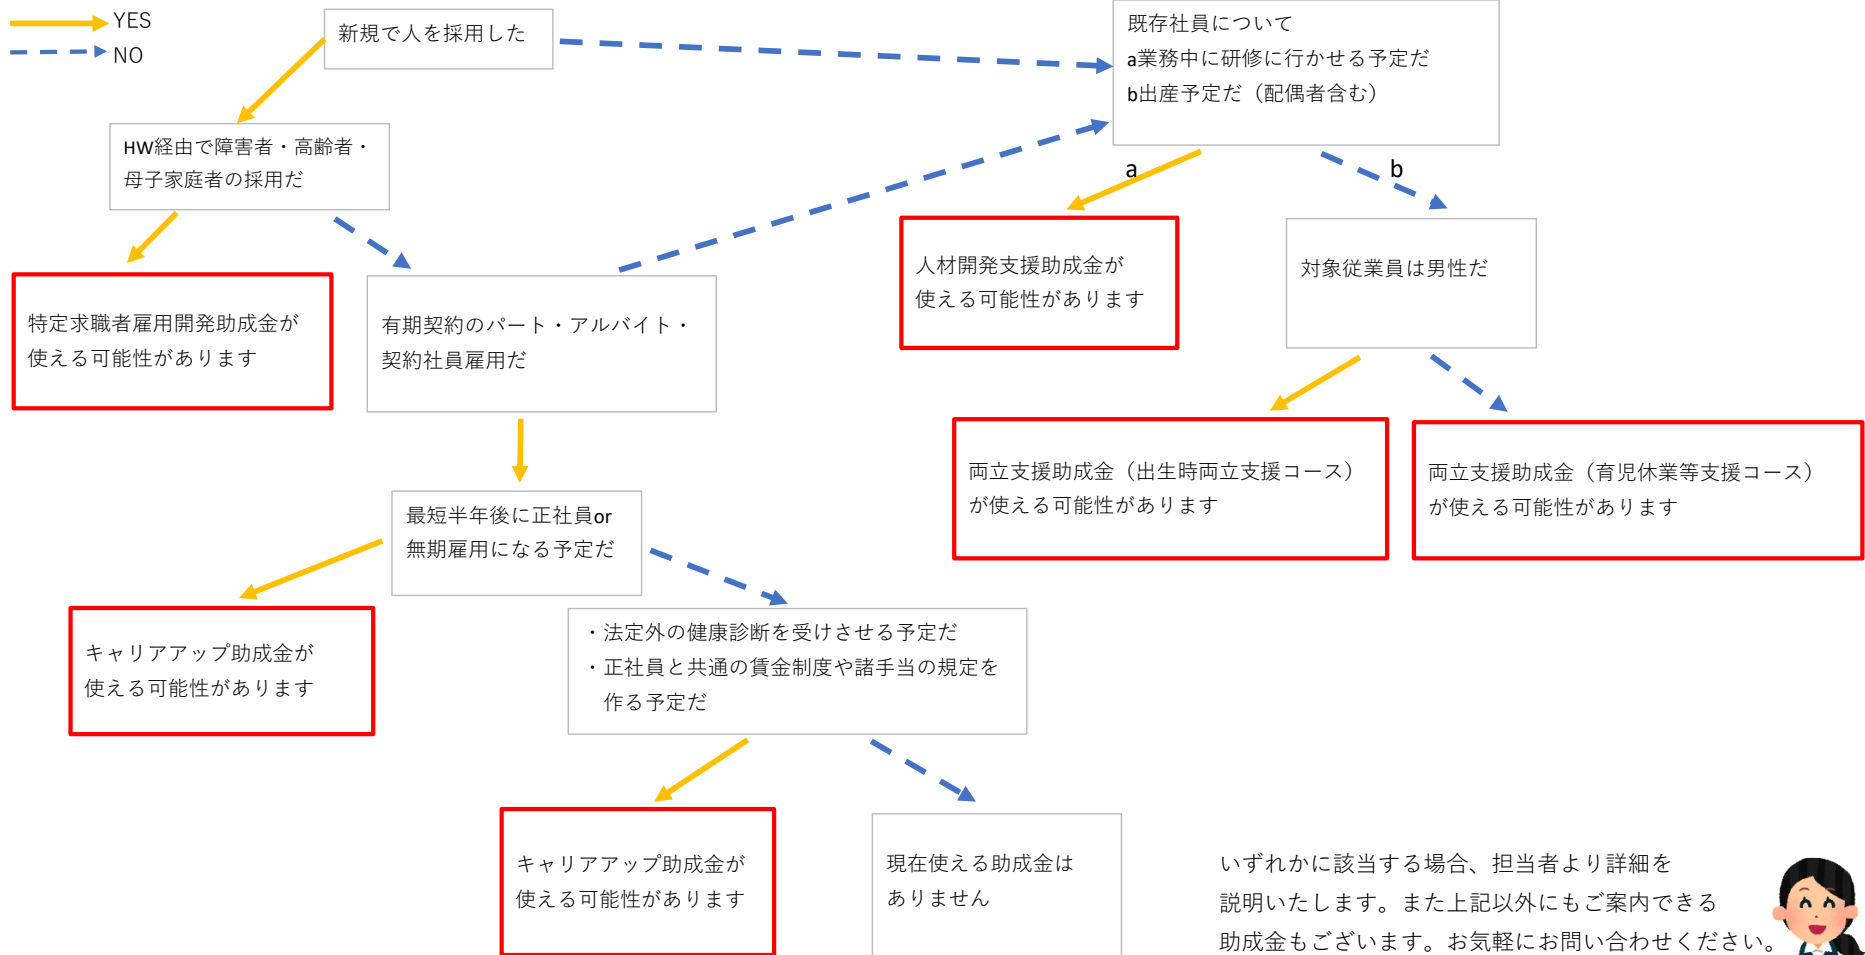 YES
NO
新規で人を採用した
既存社員について
a業務中に研修に行かせる予定だ
b出産予定だ（配偶者含む）
HW経由で障害者・高齢者・
母子家庭者の採用だ
a
b
特定求職者雇用開発助成金が
使える可能性があります
有期契約のパート・アルバイト・
契約社員雇用だ
人材開発支援助成金が
使える可能性があります
対象従業員は男性だ
両立支援助成金（出生時両立支援コース）
が使える可能性があります
両立支援助成金（育児休業等支援コース）
が使える可能性があります
最短半年後に正社員or
無期雇用になる予定だ
キャリアアップ助成金が
使える可能性があります
・法定外の健康診断を受けさせる予定だ
・正社員と共通の賃金制度や諸手当の規定を
作る予定だ
キャリアアップ助成金が
使える可能性があります
現在使える助成金は
ありません
いずれかに該当する場合、担当者より詳細を
説明いたします。また上記以外にもご案内できる
助成金もございます。お気軽にお問い合わせください。